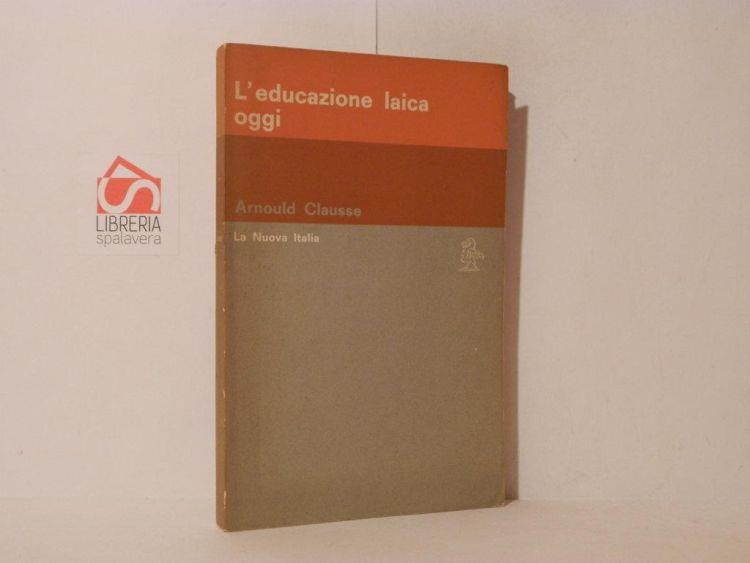 L'educazione laica
oggi
Arnould Clausse
La Nuova Italia
LIBRERIA
spalavera